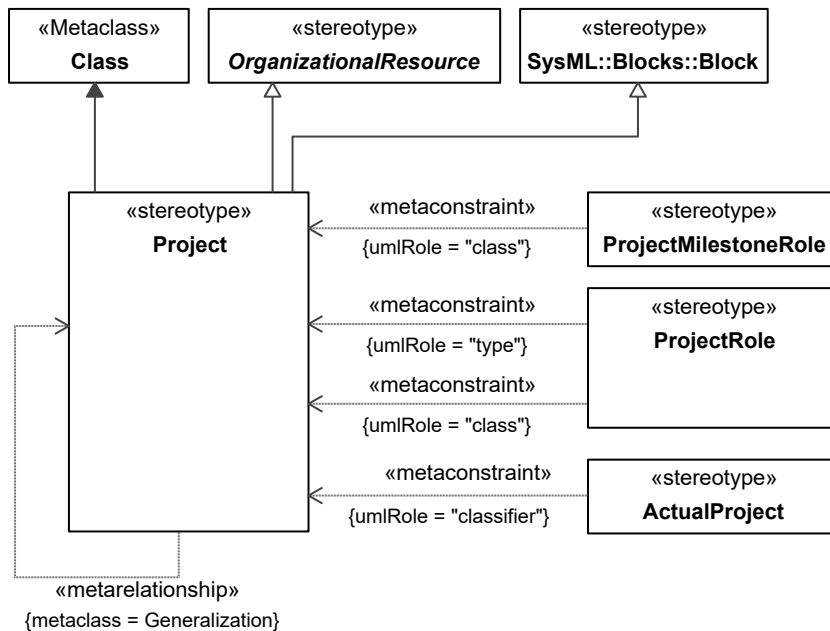 «Metaclass»
Class
«stereotype»
OrganizationalResource
«stereotype»
SysML::Blocks::Block
«stereotype»
Project
«metaconstraint»
{umlRole = "class"}
«stereotype»
ProjectMilestoneRole
«metaconstraint»
{umlRole = "type"}
«stereotype»
ProjectRole
«metaconstraint»
{umlRole = "class"}
«metaconstraint»
{umlRole = "classifier"}
«stereotype»
ActualProject
«metarelationship»
{metaclass = Generalization}